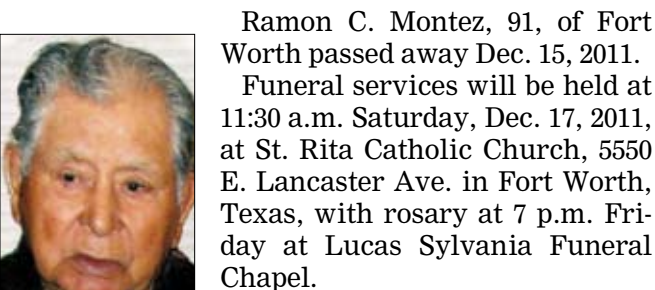 Ramon C. Montez, 91, of Fort
Worth passed away Dec. 15, 2011.
Funeral services will be held at
11:30 a.m. Saturday, Dec. 17, 2011,
at St. Rita Catholic Church, 5550
E. Lancaster Ave. in Fort Worth,
Texas, with rosary at 7 p.m. Fri-
day at Lucas Sylvania Funeral
Chapel.